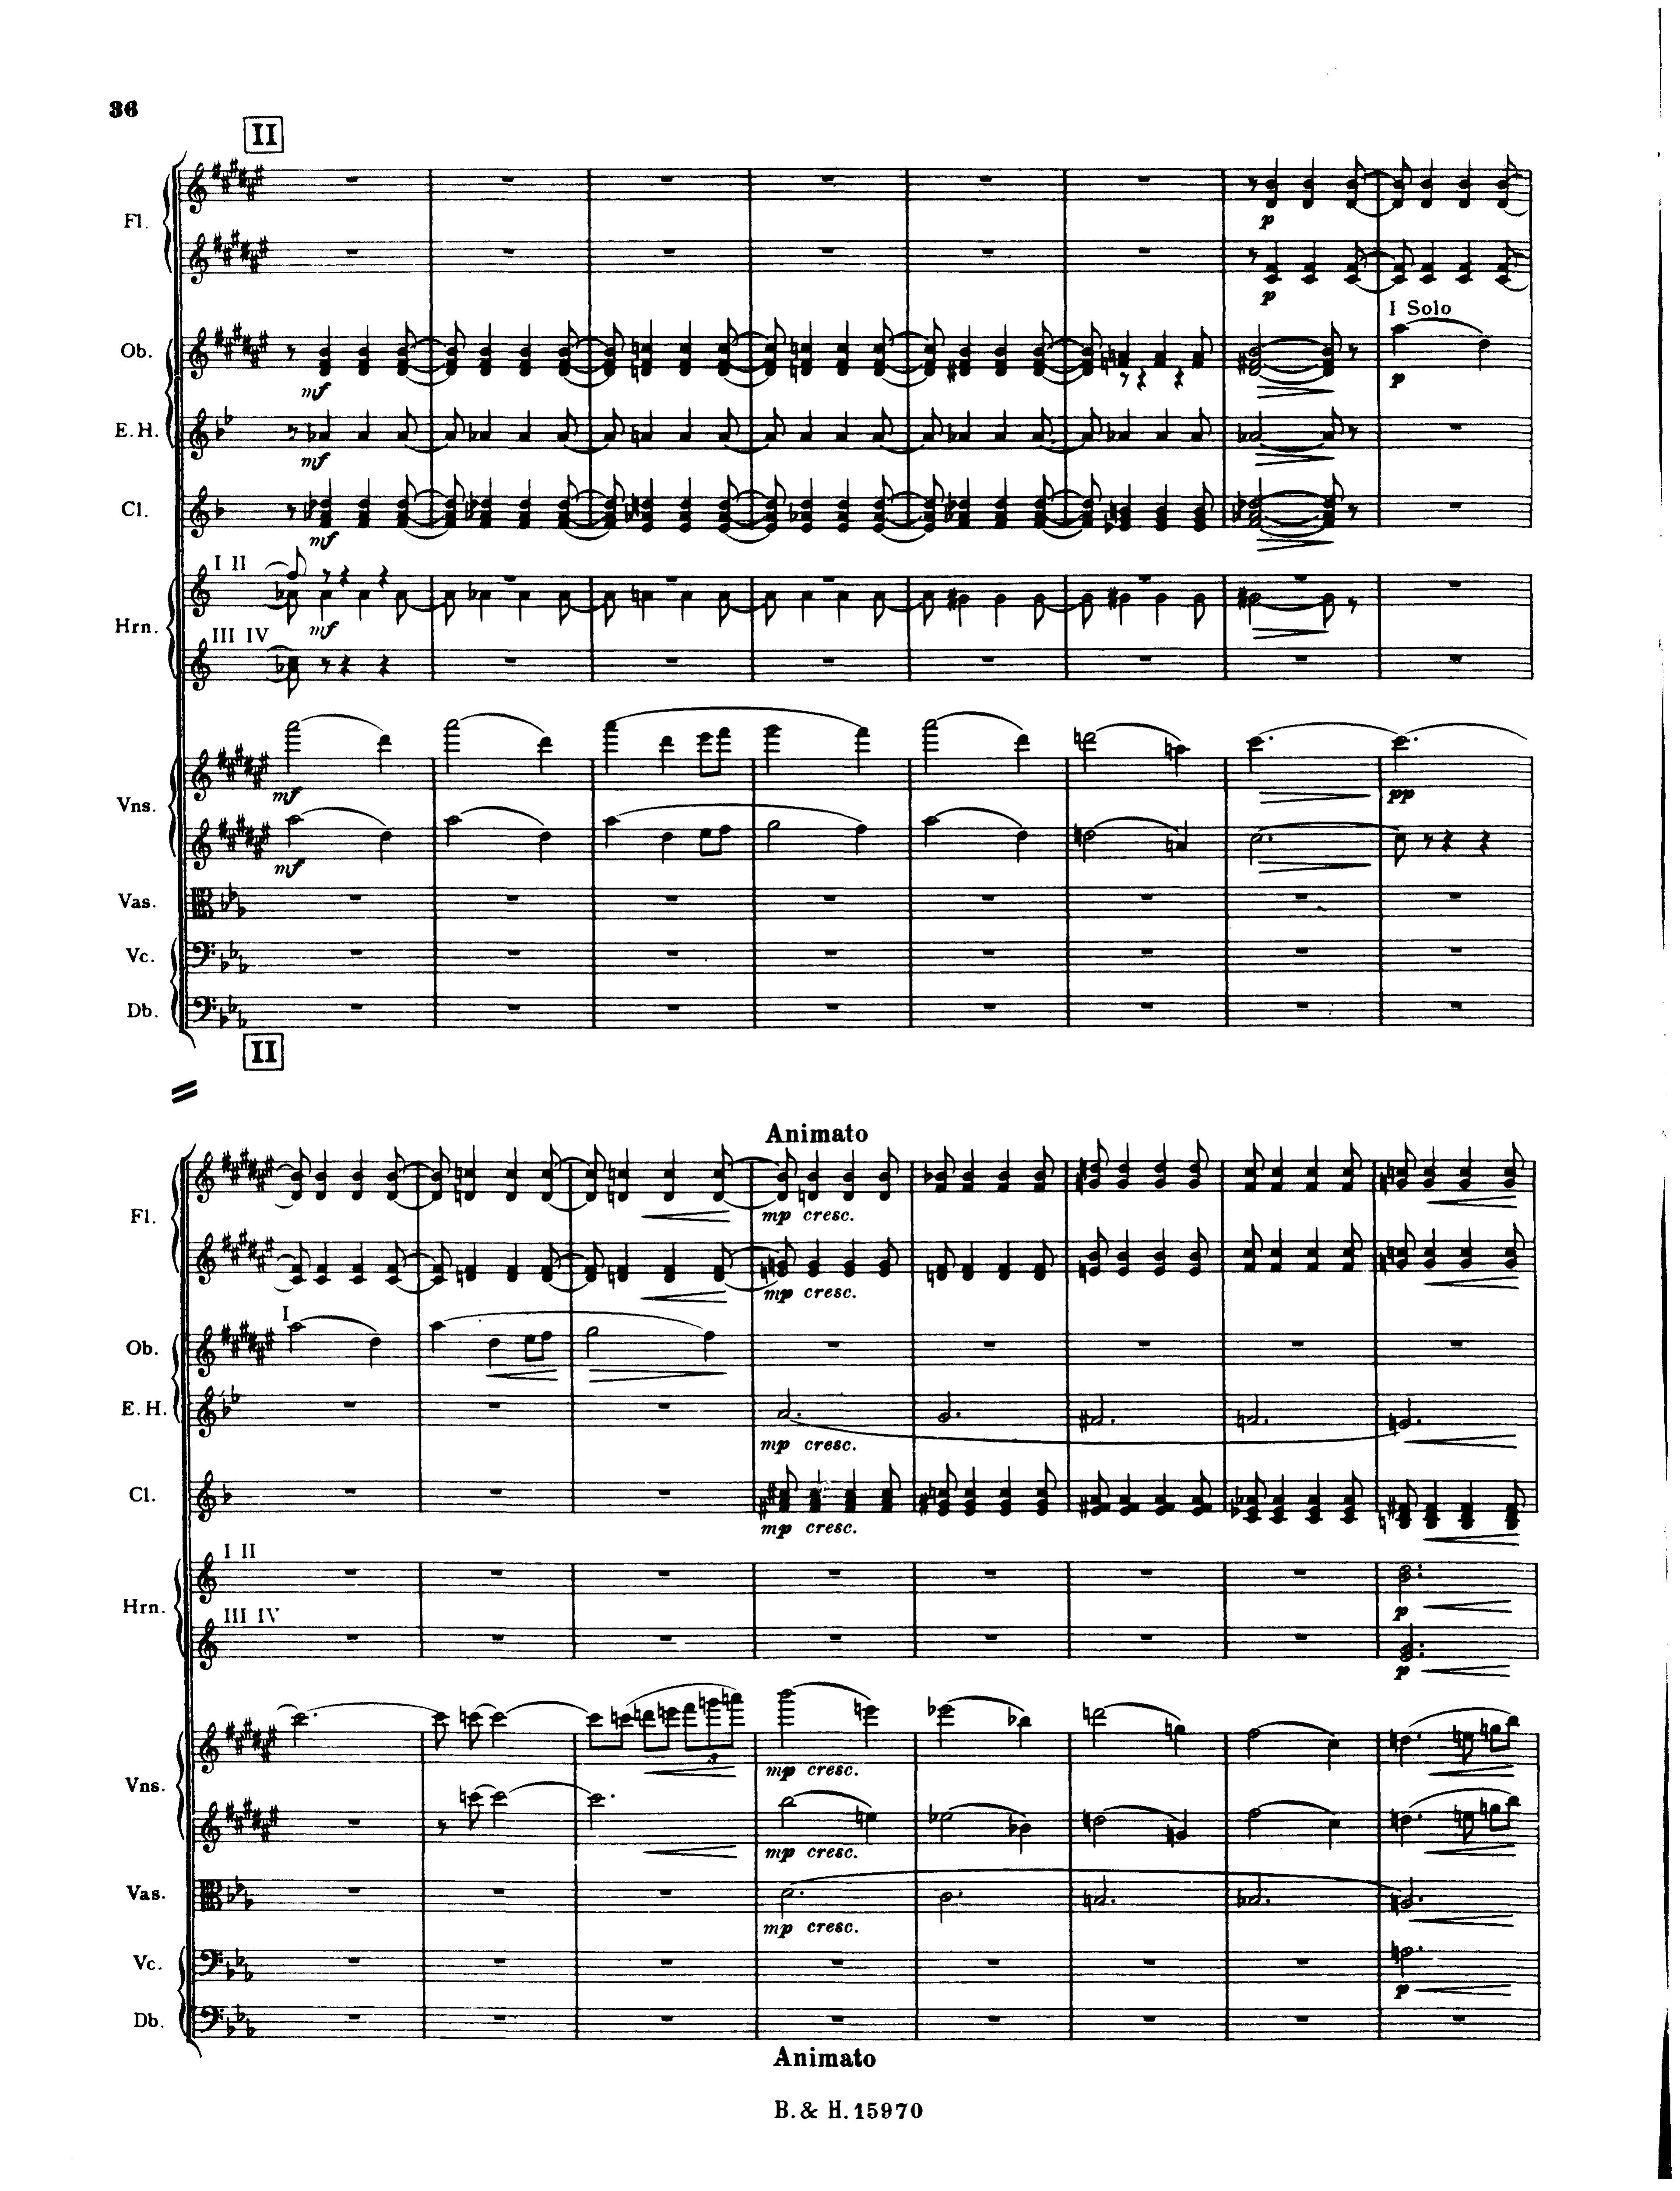 36
II
Fl.
p
p
I Solo
Ob.
mf
p
E.H.
mf
Cl.
mf
I II
Hrn.
mf
III IV
Vns.
mf
pp
mf
Vas.
Vc.
Db.
II
Animato
Fl.
mp cresc.
mp cresc.
I
Ob.
E.H.
mp cresc.
Cl.
mp cresc.
I II
Hrn.
p
III IV
p
3
Vns.
mp cresc.
mp cresc.
Vas.
mp cresc.
Vc.
p
Db.
Animato
B. & H. 15970